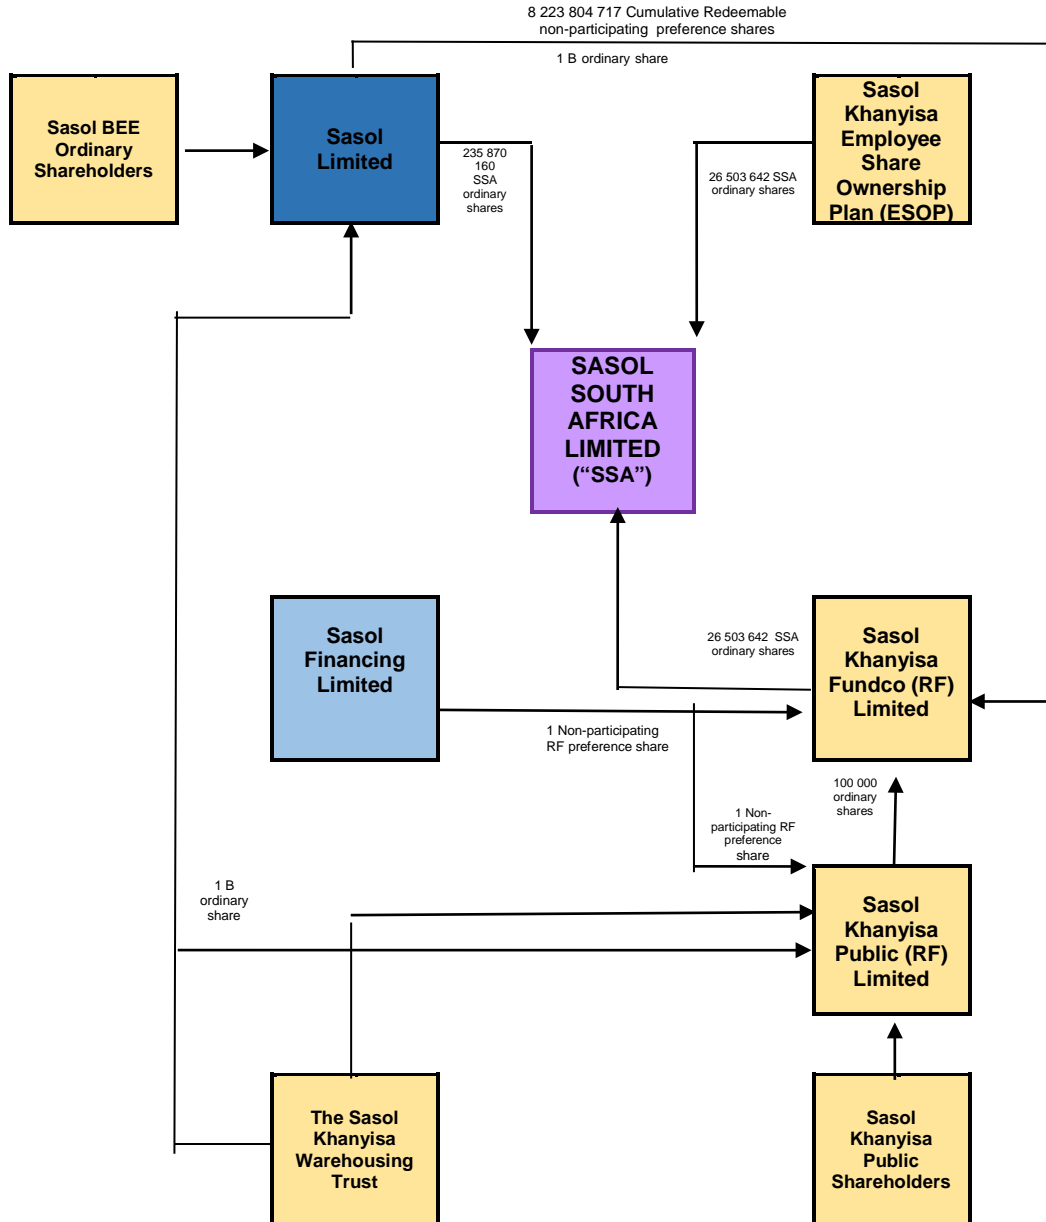 8 223 804 717 Cumulative Redeemable
non-participating preference shares
1 B ordinary share
Sasol BEE
Ordinary
Shareholders
Sasol
Limited
235 870
160
SSA
ordinary
shares
26 503 642 SSA
ordinary shares
Sasol
Khanyisa
Employee
Share
Ownership
Plan (ESOP)
SASOL
SOUTH
AFRICA
LIMITED
(“SSA”)
Sasol
Financing
Limited
26 503 642 SSA
ordinary shares
Sasol
Khanyisa
Fundco (RF)
Limited
1 Non-participating
RF preference share
100 000
ordinary
shares
1 Non-
participating RF
preference
share
1 B
ordinary
share
Sasol
Khanyisa
Public (RF)
Limited
The Sasol
Khanyisa
Warehousing
Trust
Sasol
Khanyisa
Public
Shareholders